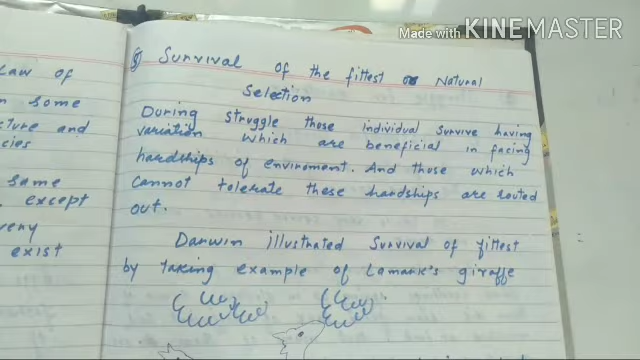 Made with KINEMASTER
Law of
n some
cture and
cies
same
except
very
exist
(5) Survival of the fittest or Natural
Selection
During struggle those individual survive having
variation which are beneficial in facing
hardships of enviroment. And those which
cannot tolerate these hardships are routed
out.
Darwin illustrated Survival of fittest
by taking example of Lamark's giraffe